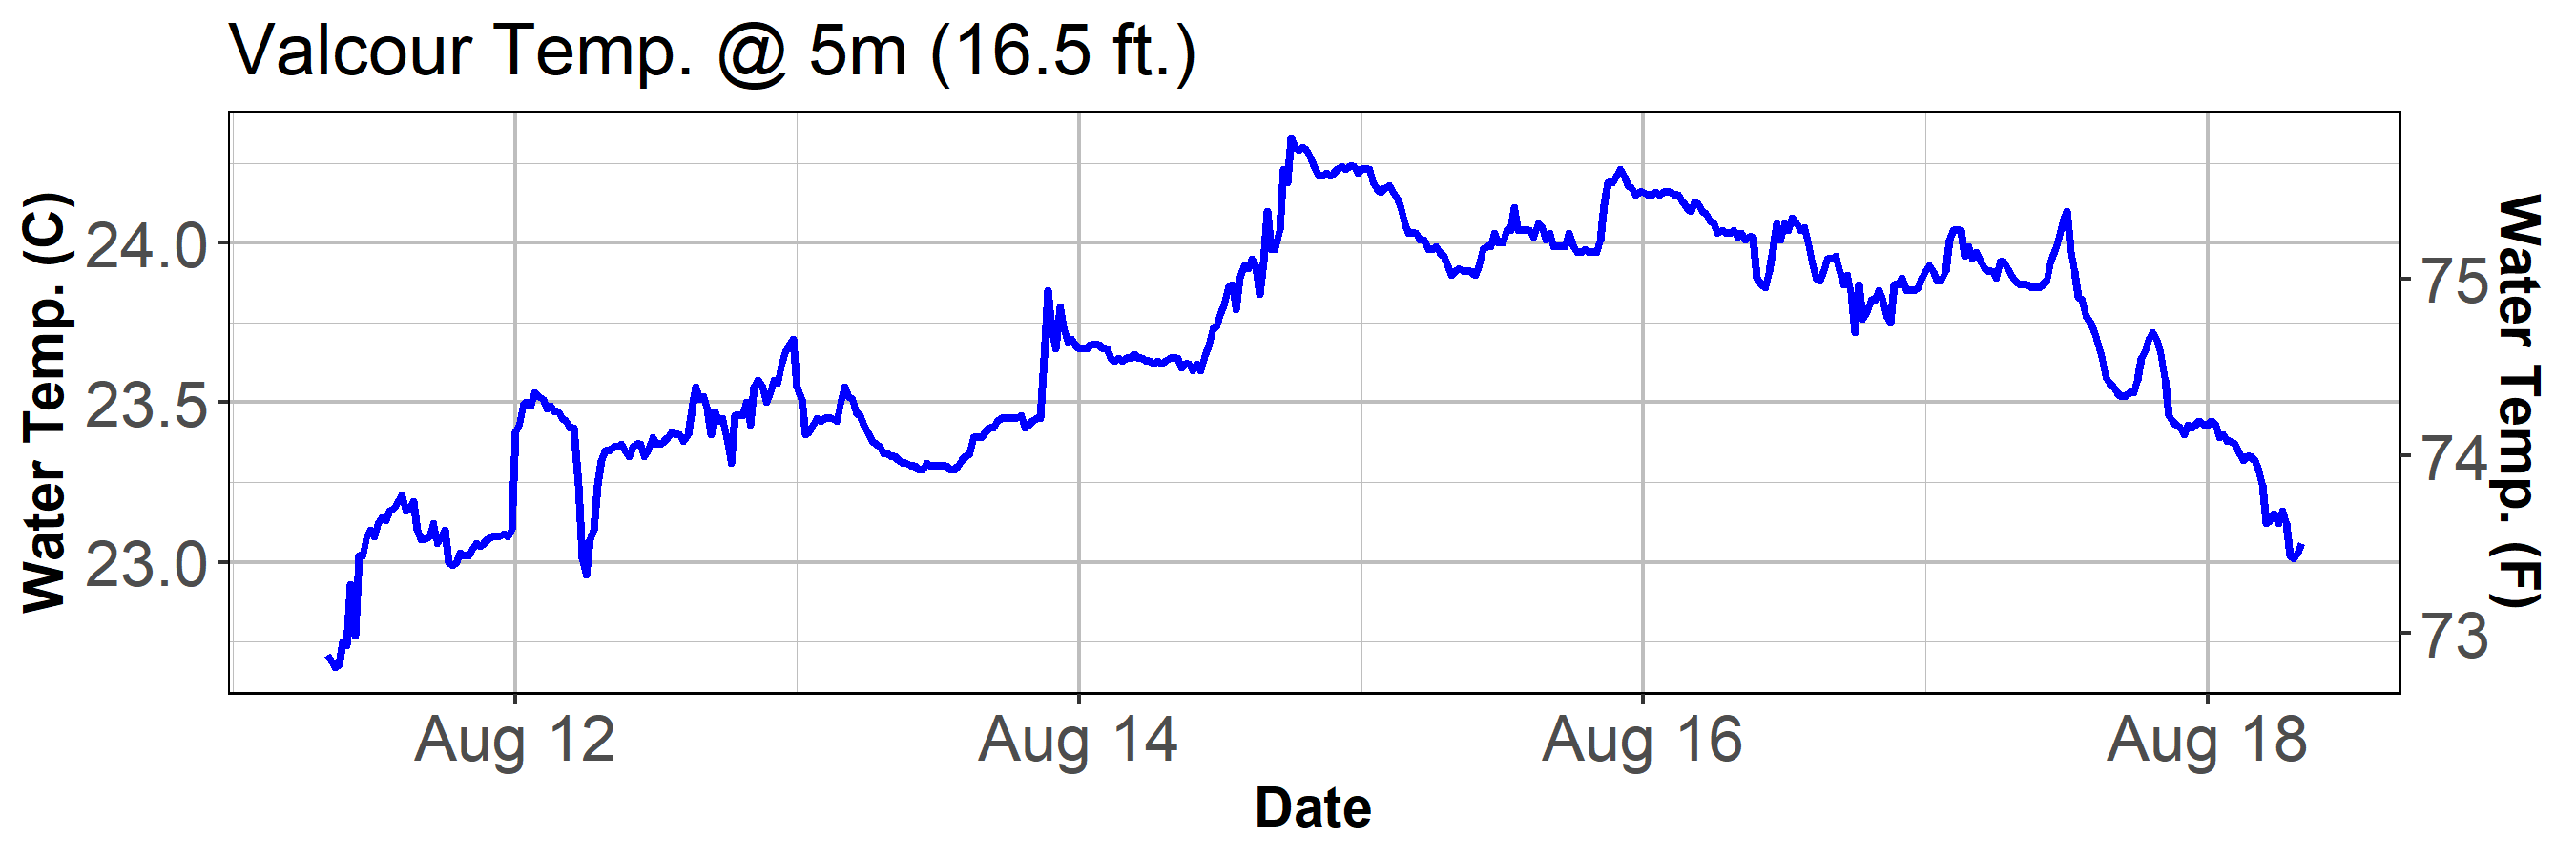 Valcour Temp. @ 5m (16.5 ft.)
Water Temp. (C)
24.0
23.5
23.0
75
74
73
Water Temp. (F)
Aug 12 Aug 14 Aug 16 Aug 18
Date